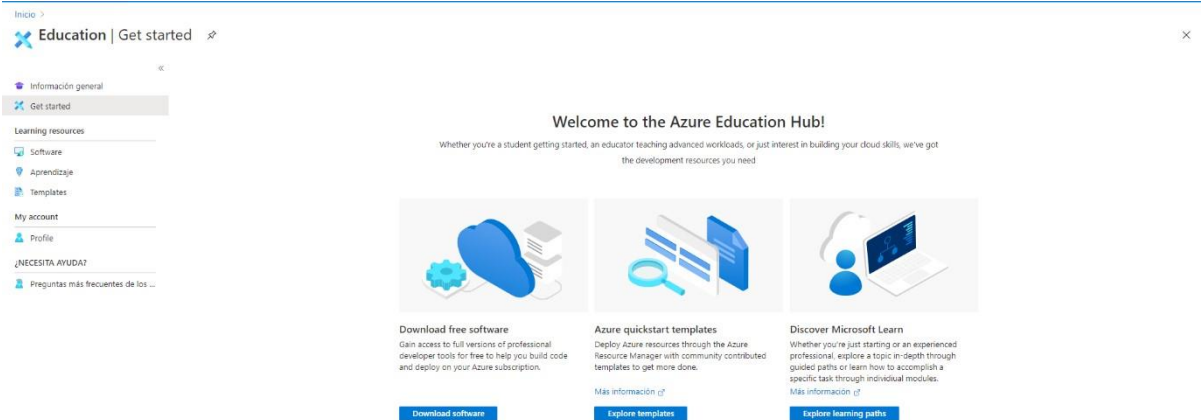 Inicio >
Education | Get started
«
Información general
Get started
Learning resources
Software
Aprendizaje
Templates
My account
Profile
¿NECESITA AYUDA?
Preguntas más frecuentes de los ...
Welcome to the Azure Education Hub!
Whether you're a student getting started, an educator teaching advanced workloads, or just interest in building your cloud skills, we've got
the development resources you need
Download free software
Gain access to full versions of professional
developer tools for free to help you build code
and deploy on your Azure subscription.
Download software
Azure quickstart templates
Deploy Azure resources through the Azure
Resource Manager with community contributed
templates to get more done.
Más información
Explore templates
Discover Microsoft Learn
Whether you're just starting or an experienced
professional, explore a topic in-depth through
guided paths or learn how to accomplish a
specific task through individiual modules.
Más información
Explore learning paths